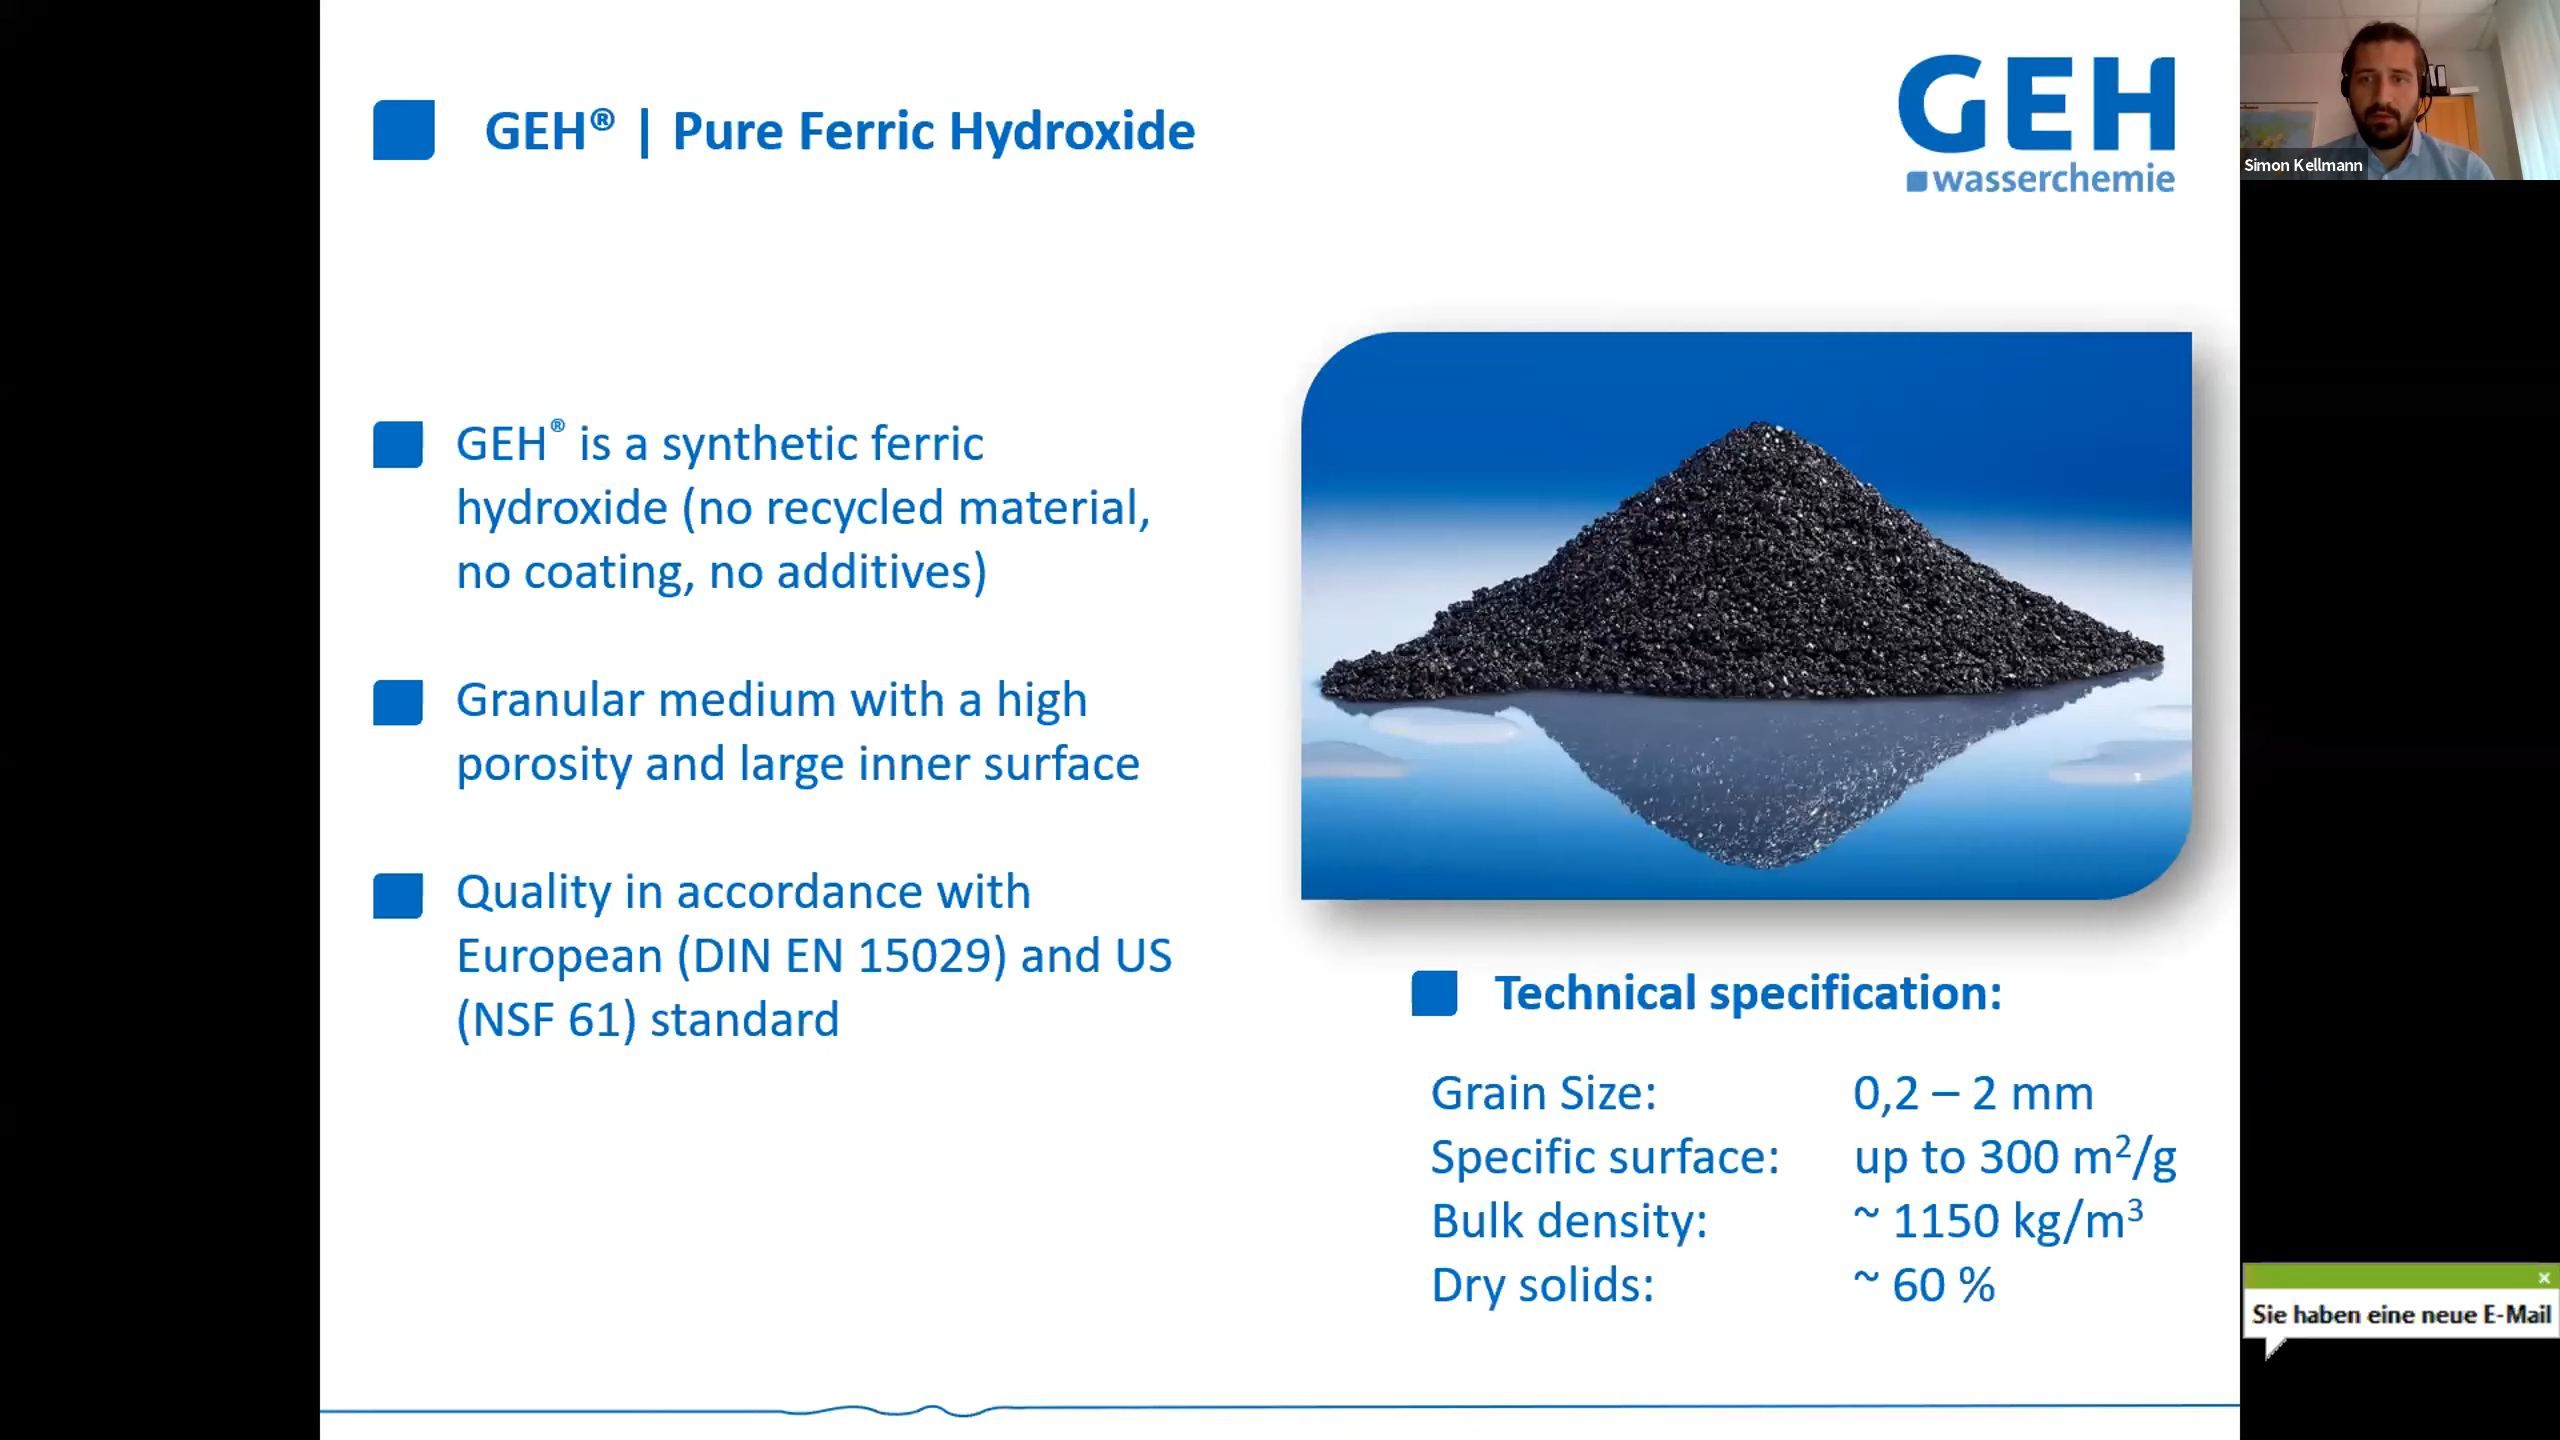 GEH® | Pure Ferric Hydroxide
GEH
wasserchemie
Simon Kellmann
GEH® is a synthetic ferric
hydroxide (no recycled material,
no coating, no additives)
Granular medium with a high
porosity and large inner surface
Quality in accordance with
European (DIN EN 15029) and US
(NSF 61) standard
Technical specification:
Grain Size: 0,2 – 2 mm
Specific surface: up to 300 m²/g
Bulk density: ~ 1150 kg/m³
Dry solids: ~ 60 %
Sie haben eine neue E-Mail